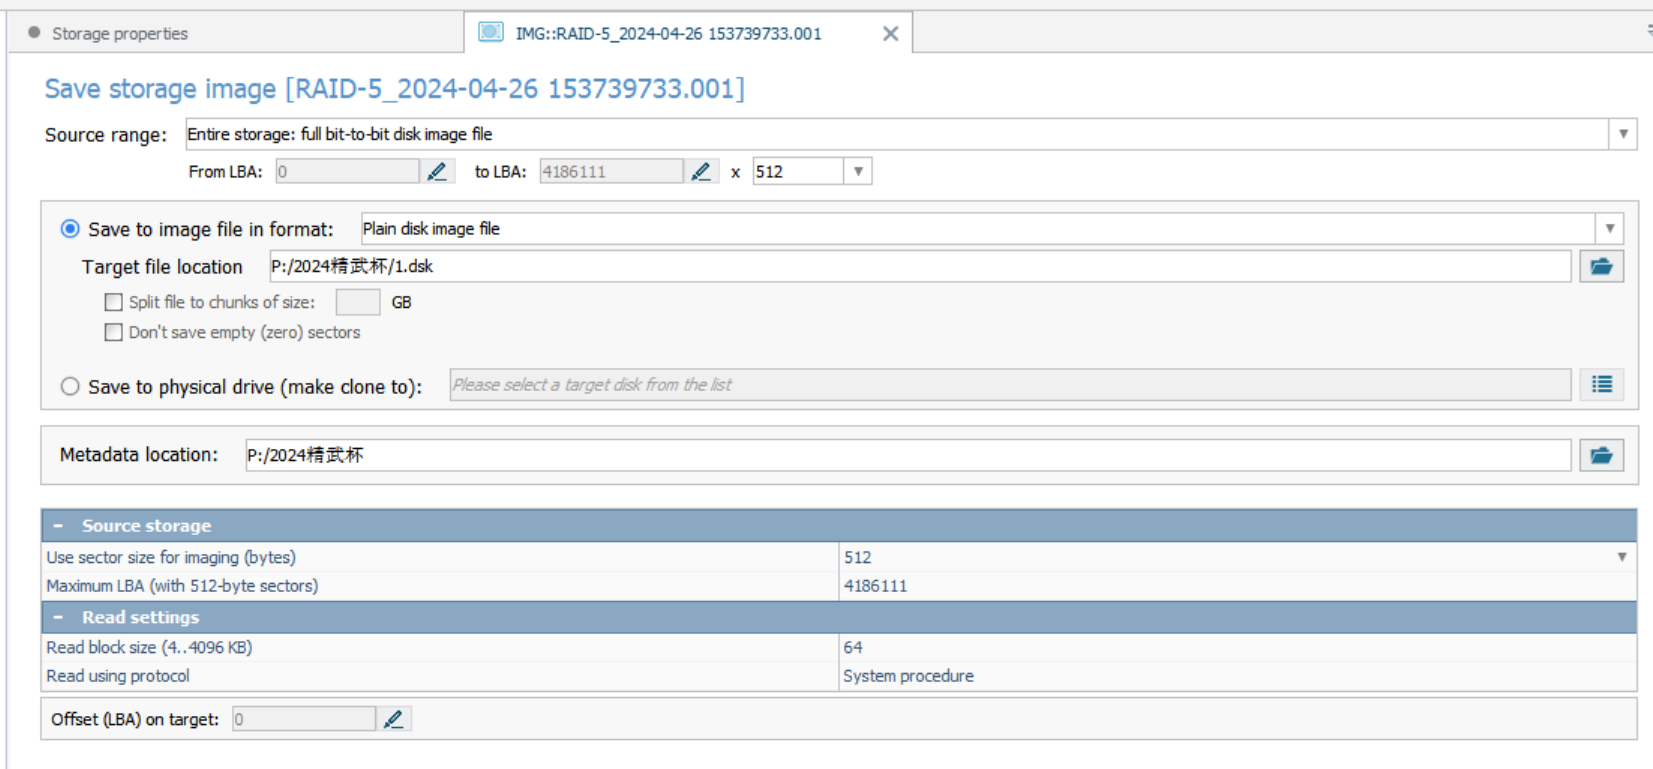 Storage properties
IMG::RAID-5_2024-04-26 153739733.001
Save storage image [RAID-5_2024-04-26 153739733.001]
Source range: Entire storage: full bit-to-bit disk image file
From LBA: 0 to LBA: 4186111 x 512
Save to image file in format: Plain disk image file
Target file location P:/2024精武杯/1.dsk
Split file to chunks of size: GB
Don't save empty (zero) sectors
Save to physical drive (make clone to): Please select a target disk from the list
Metadata location: P:/2024精武杯
Source storage
Use sector size for imaging (bytes) 512
Maximum LBA (with 512-byte sectors) 4186111
Read settings
Read block size (4..4096 KB) 64
Read using protocol System procedure
Offset (LBA) on target: 0